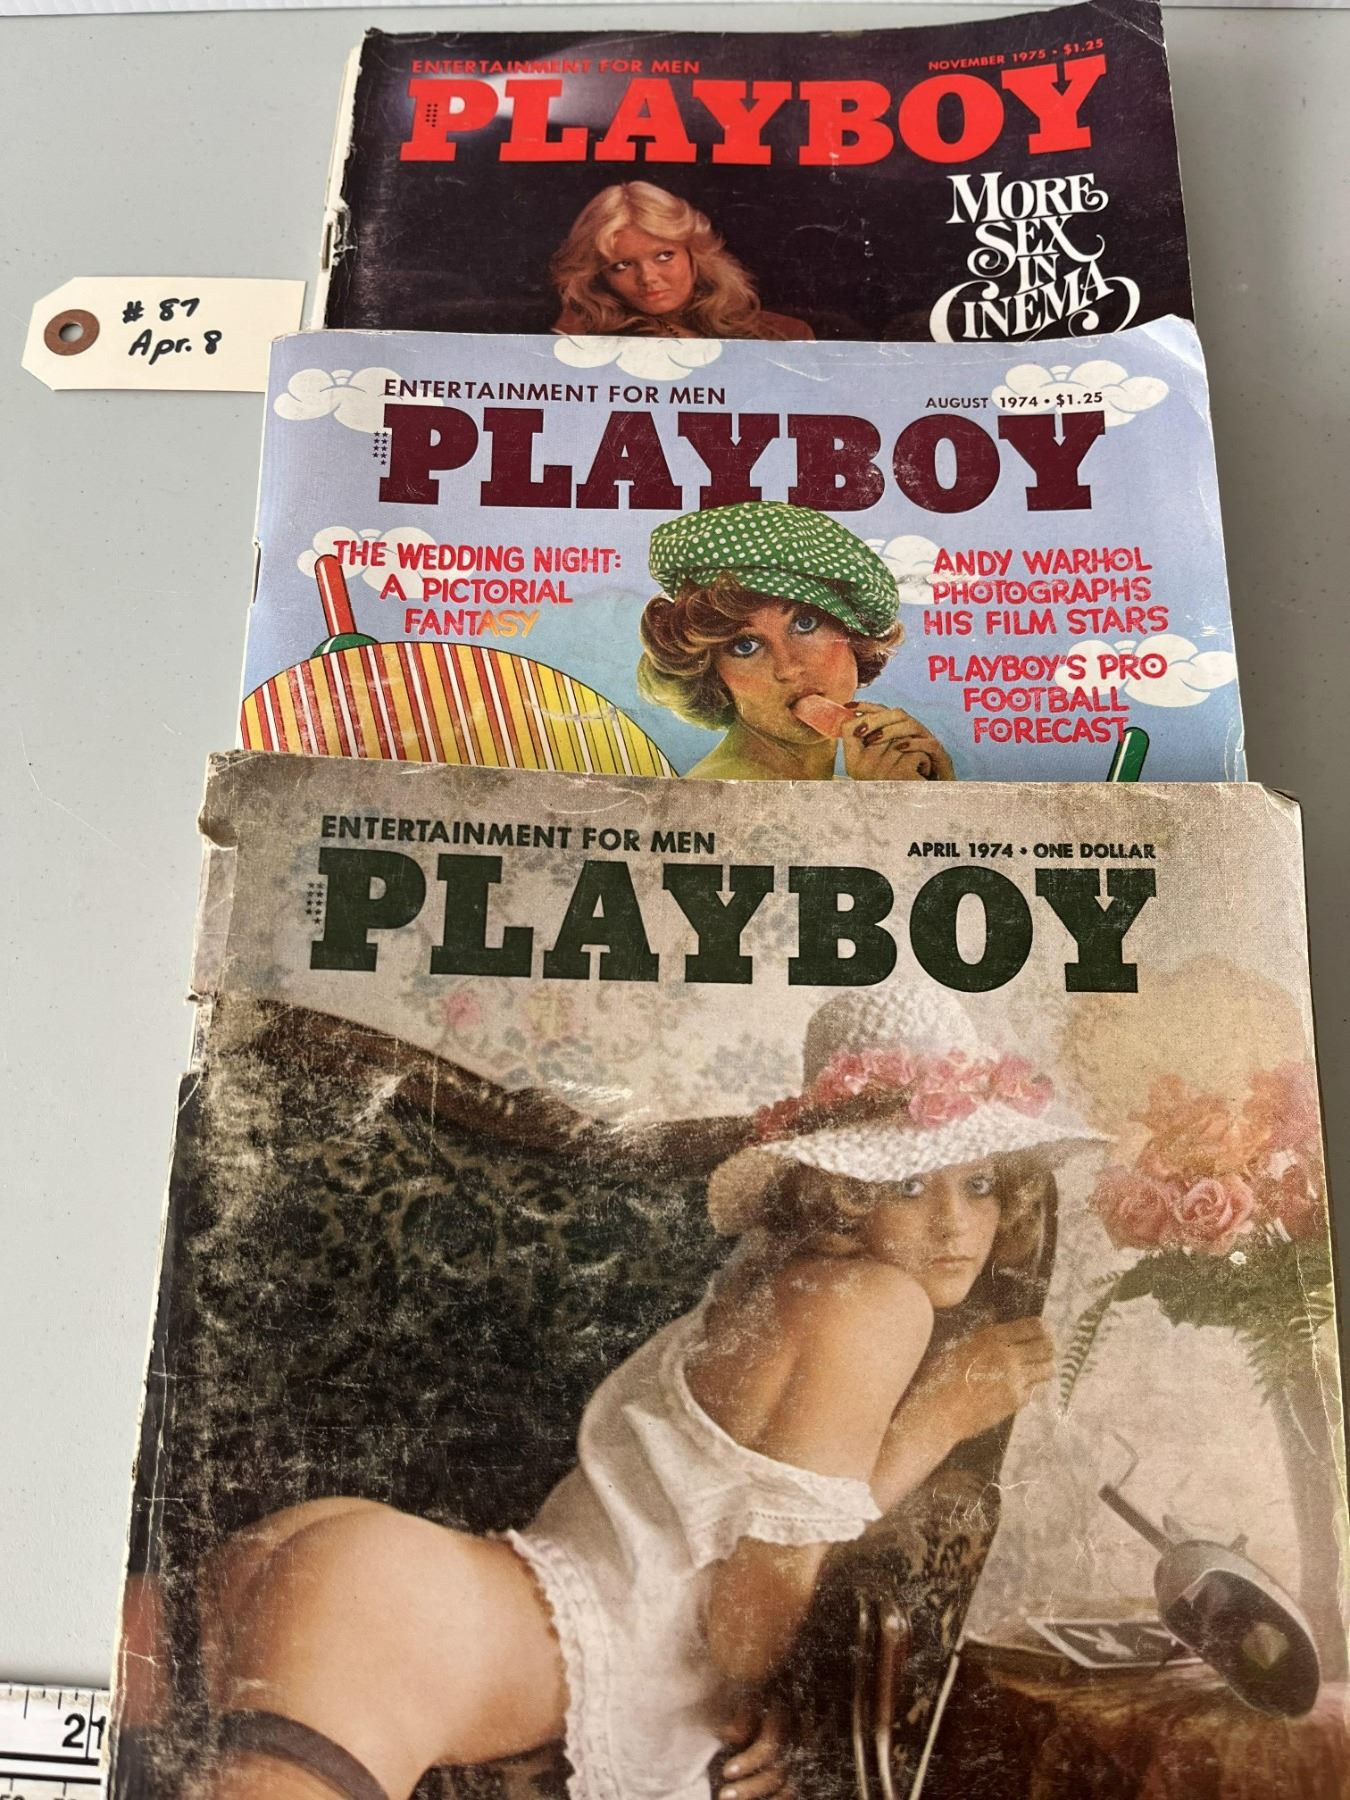 ENTERTAINMENT FOR MEN
NOVEMBER 1975 • $1.25
PLAYBOY
MORE
SEX
IN
CINEMA
# 87
Apr. 8
ENTERTAINMENT FOR MEN
AUGUST 1974 • $1.25
PLAYBOY
THE WEDDING NIGHT:
A PICTORIAL
FANTASY
ANDY WARHOL
PHOTOGRAPHS
HIS FILM STARS
PLAYBOY'S PRO
FOOTBALL
FORECAST
ENTERTAINMENT FOR MEN
APRIL 1974 • ONE DOLLAR
PLAYBOY
21